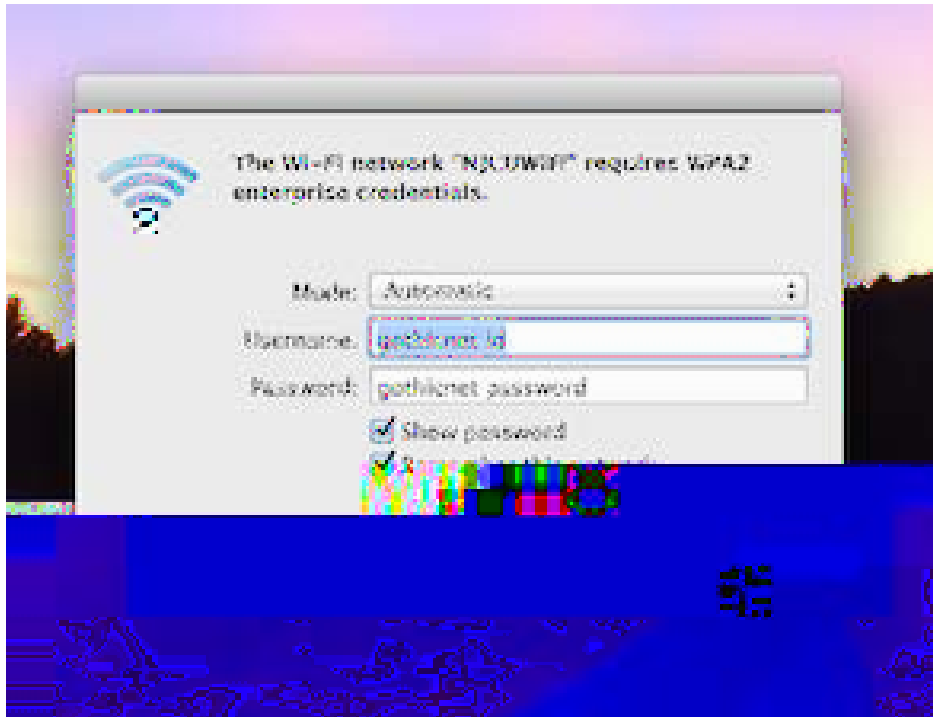 The Wi-Fi network "NJCUWiFi" requires WPA2
enterprise credentials.
Mode: Automatic
Username: gothicnet id
Password: gothicnet password
Show password